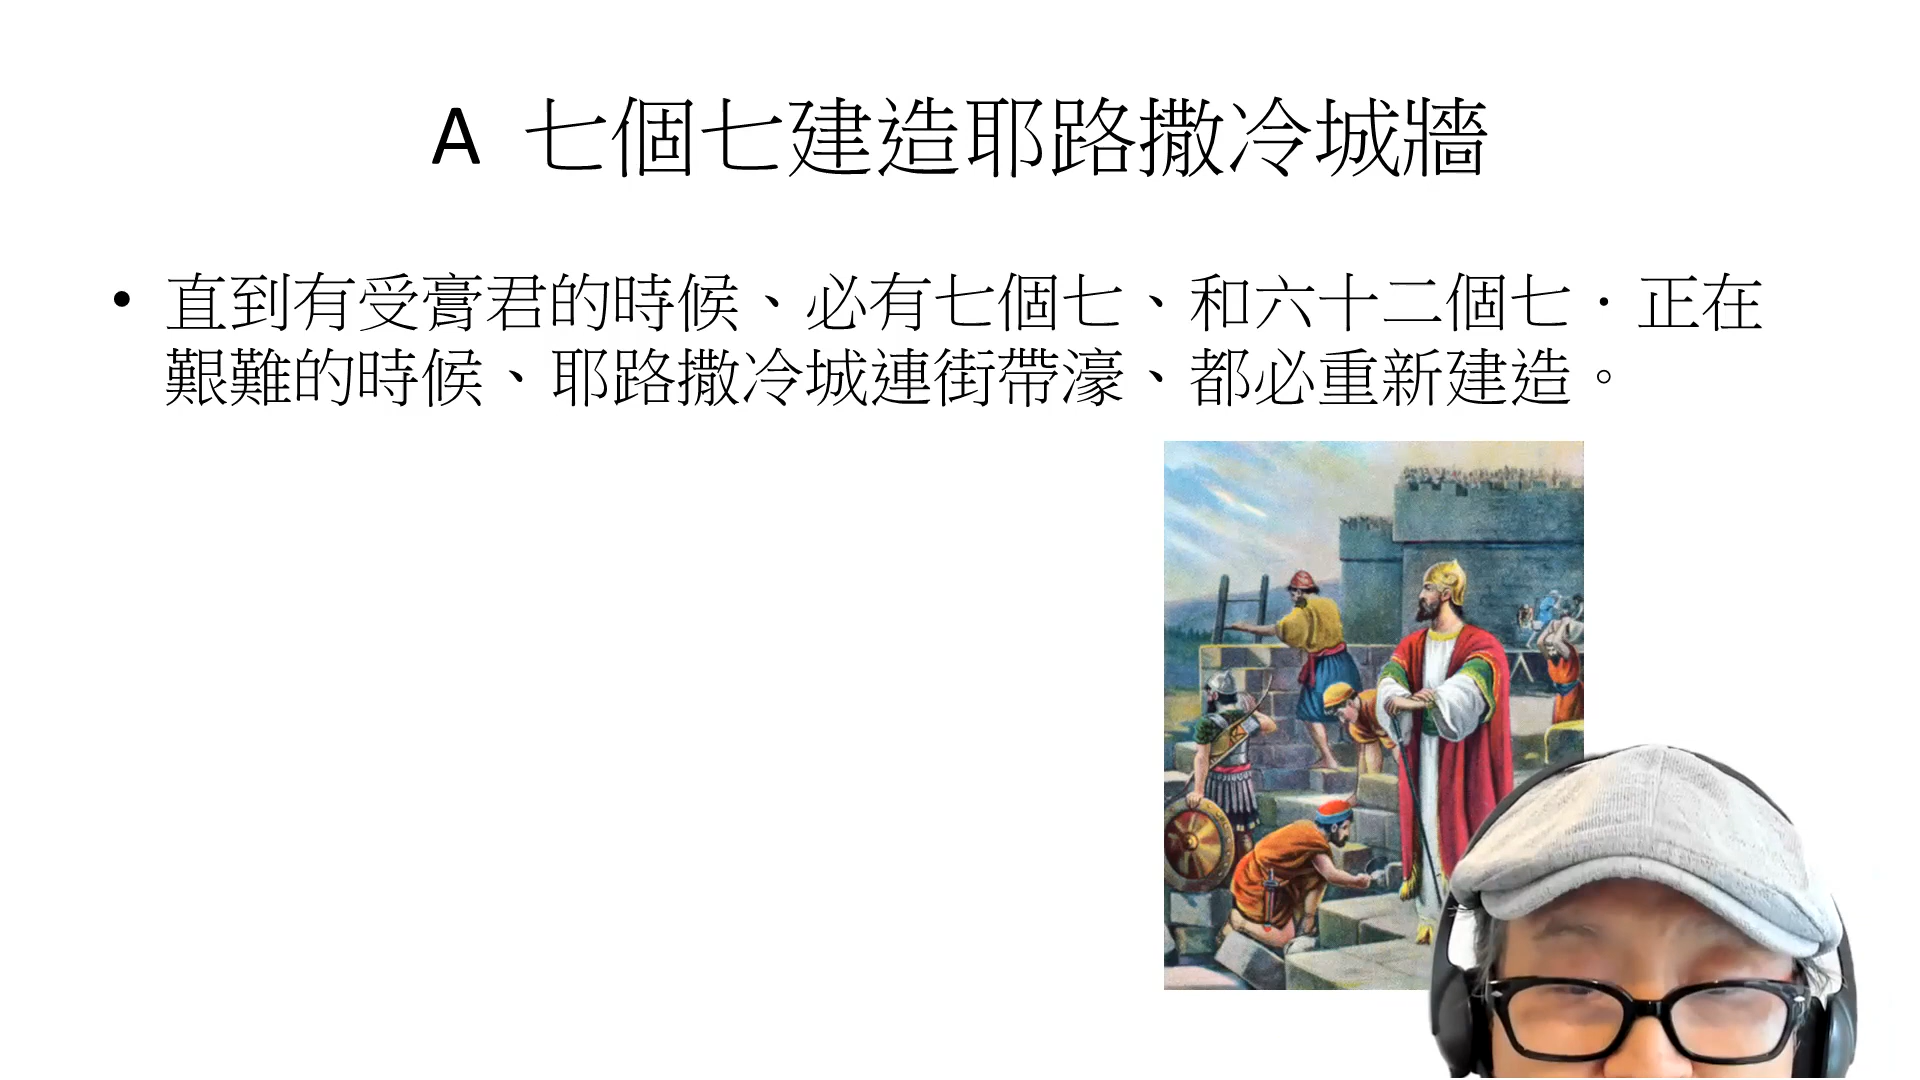 A 七個七建造耶路撒冷城牆
• 直到有受膏君的時候、必有七個七、和六十二個七．正在
艱難的時候、耶路撒冷城連街帶濠、都必重新建造。